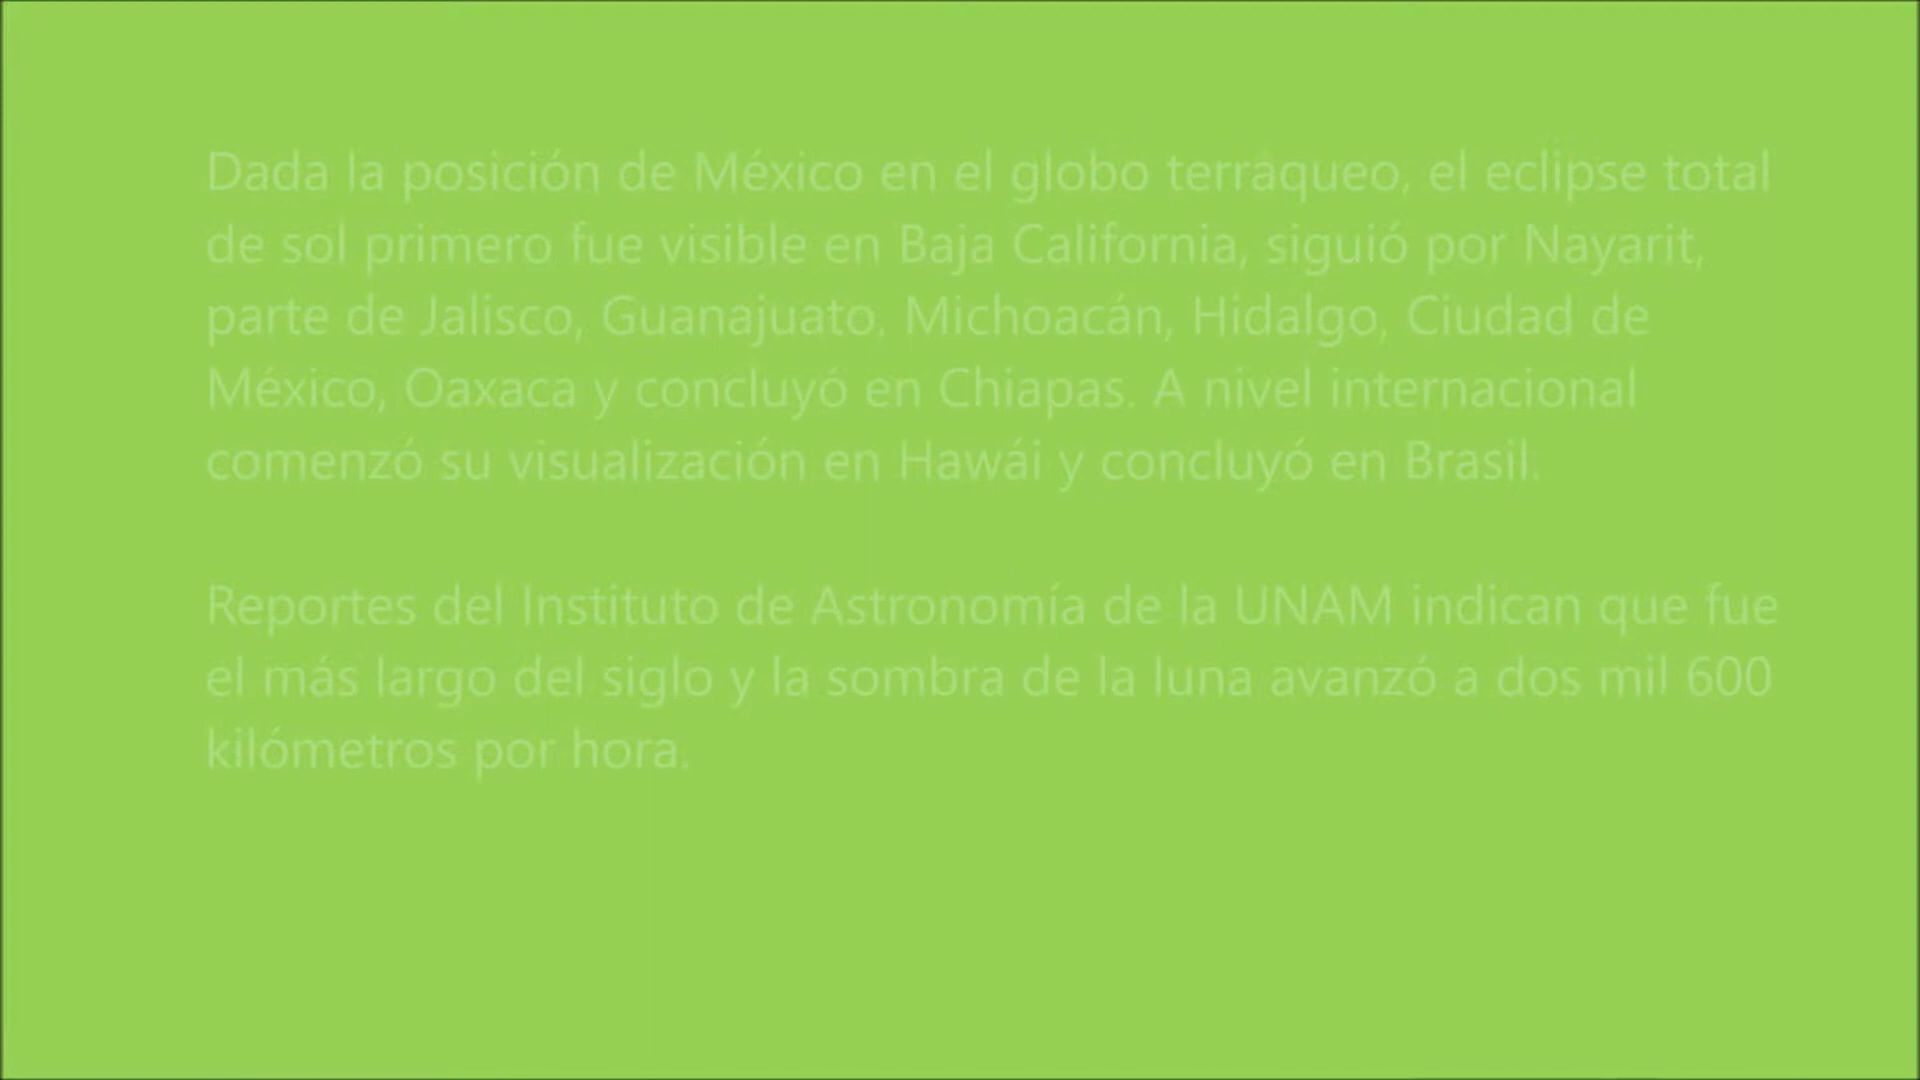 Dada la posición de México en el globo terráqueo, el eclipse total
de sol primero fue visible en Baja California, siguió por Nayarit,
parte de Jalisco, Guanajuato, Michoacán, Hidalgo, Ciudad de
México, Oaxaca y concluyó en Chiapas. A nivel internacional
comenzó su visualización en Hawái y concluyó en Brasil.
Reportes del Instituto de Astronomía de la UNAM indican que fue
el más largo del siglo y la sombra de la luna avanzó a dos mil 600
kilómetros por hora.